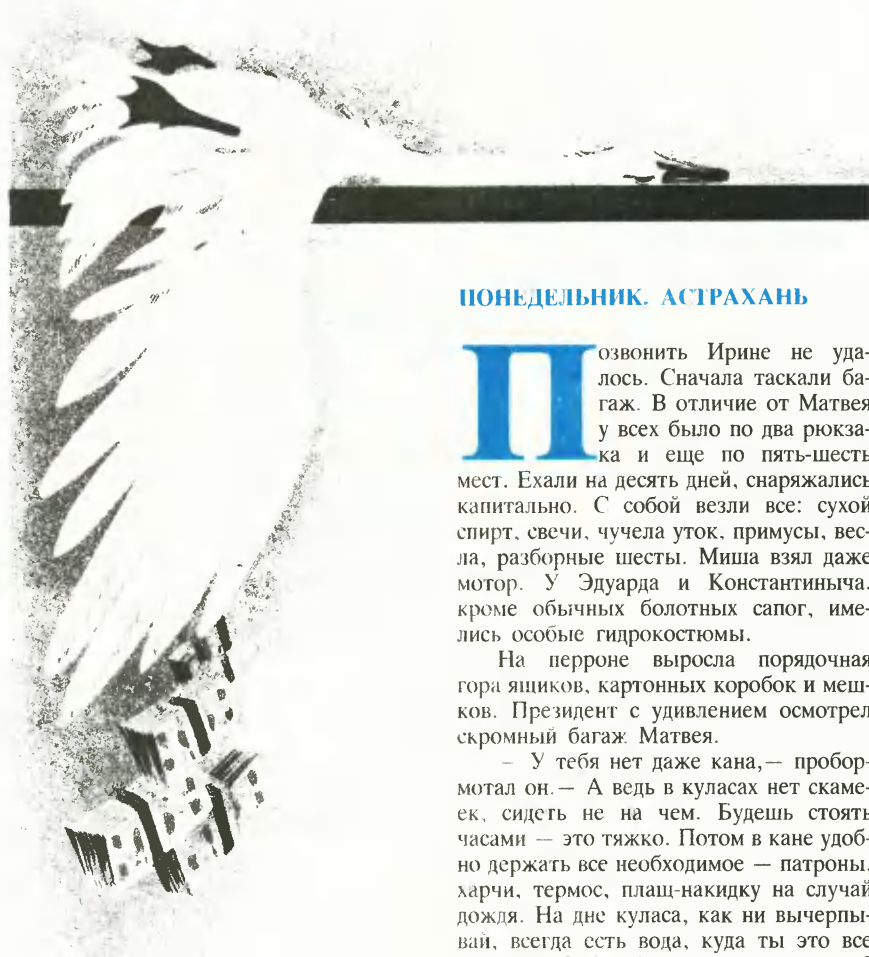 ПОНЕДЕЛЬНИК. АСТРАХАНЬ
Позвонить Ирине не уда-
лось. Сначала таскали ба-
гаж. В отличие от Матвея
у всех было по два рюкза-
ка и еще по пять-шесть
мест. Ехали на десять дней, снаряжались
капитально. С собой везли все: сухой
спирт, свечи, чучела уток, примусы, вес-
ла, разборные шесты. Миша взял даже
мотор. У Эдуарда и Константиныча,
кроме обычных болотных сапог, име-
лись особые гидрокостюмы.
На перроне выросла порядочная
гора ящиков, картонных коробок и меш-
ков. Президент с удивлением осмотрел
скромный багаж Матвея.
— У тебя нет даже кана,— пробор-
мотал он.— А ведь в куласах нет скаме-
ек, сидеть не на чем. Будешь стоять
часами — это тяжко. Потом в кане удоб-
но держать все необходимое — патроны,
харчи, термос, плащ-накидку на случай
дождя. На дне куласа, как ни вычерпы-
вай, всегда есть вода, куда ты это все